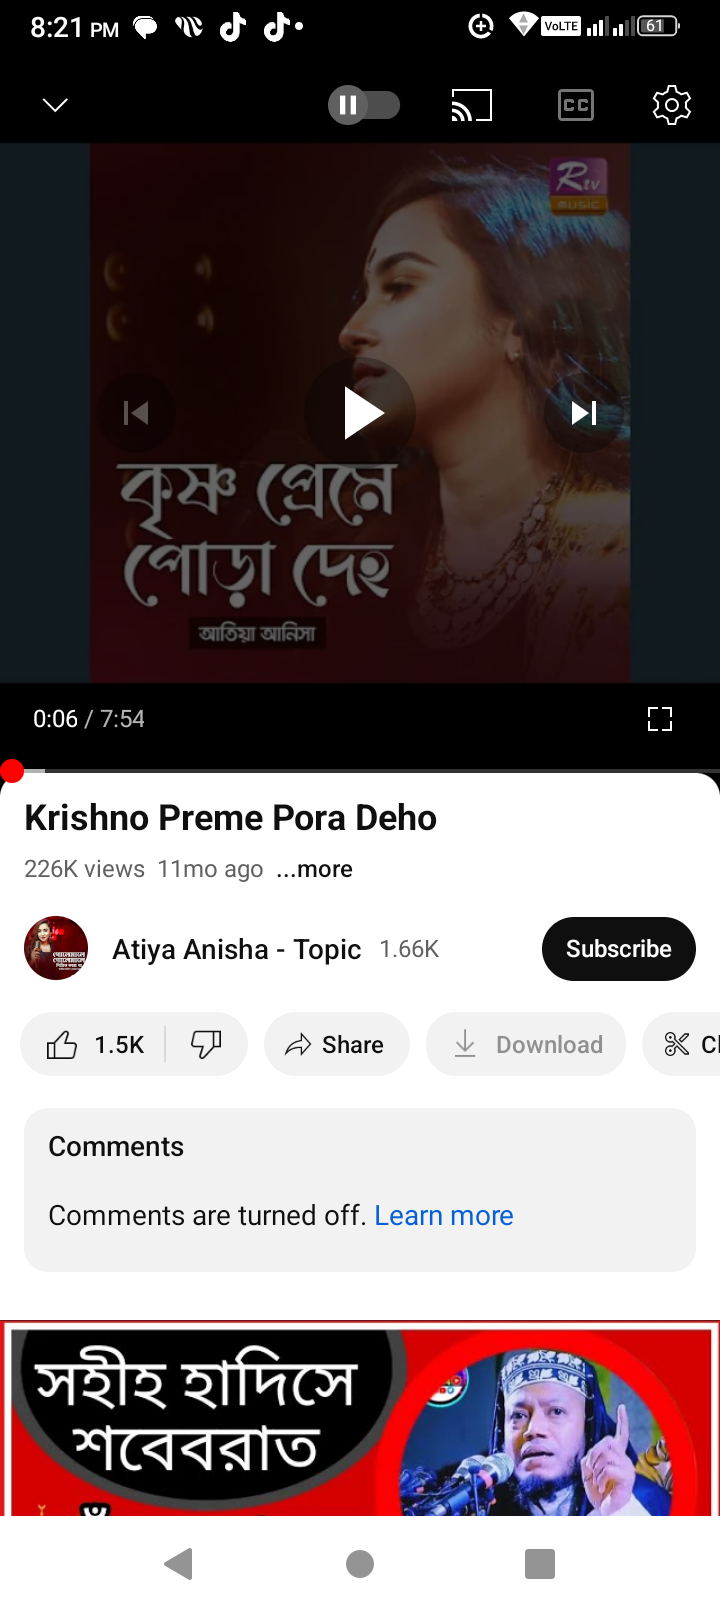 8:21 PM
VoLTE
61
CC
Rtv
MUSIC
কৃষ্ণ প্রেমে
পোড়া দেহ
আতিয়া আনিসা
0:06 / 7:54
Krishno Preme Pora Deho
226K views 11mo ago ...more
Atiya Anisha - Topic 1.66K
Subscribe
1.5K
Share
Download
Cl
Comments
Comments are turned off. Learn more
সহীহ হাদিসে
শবেবরাত